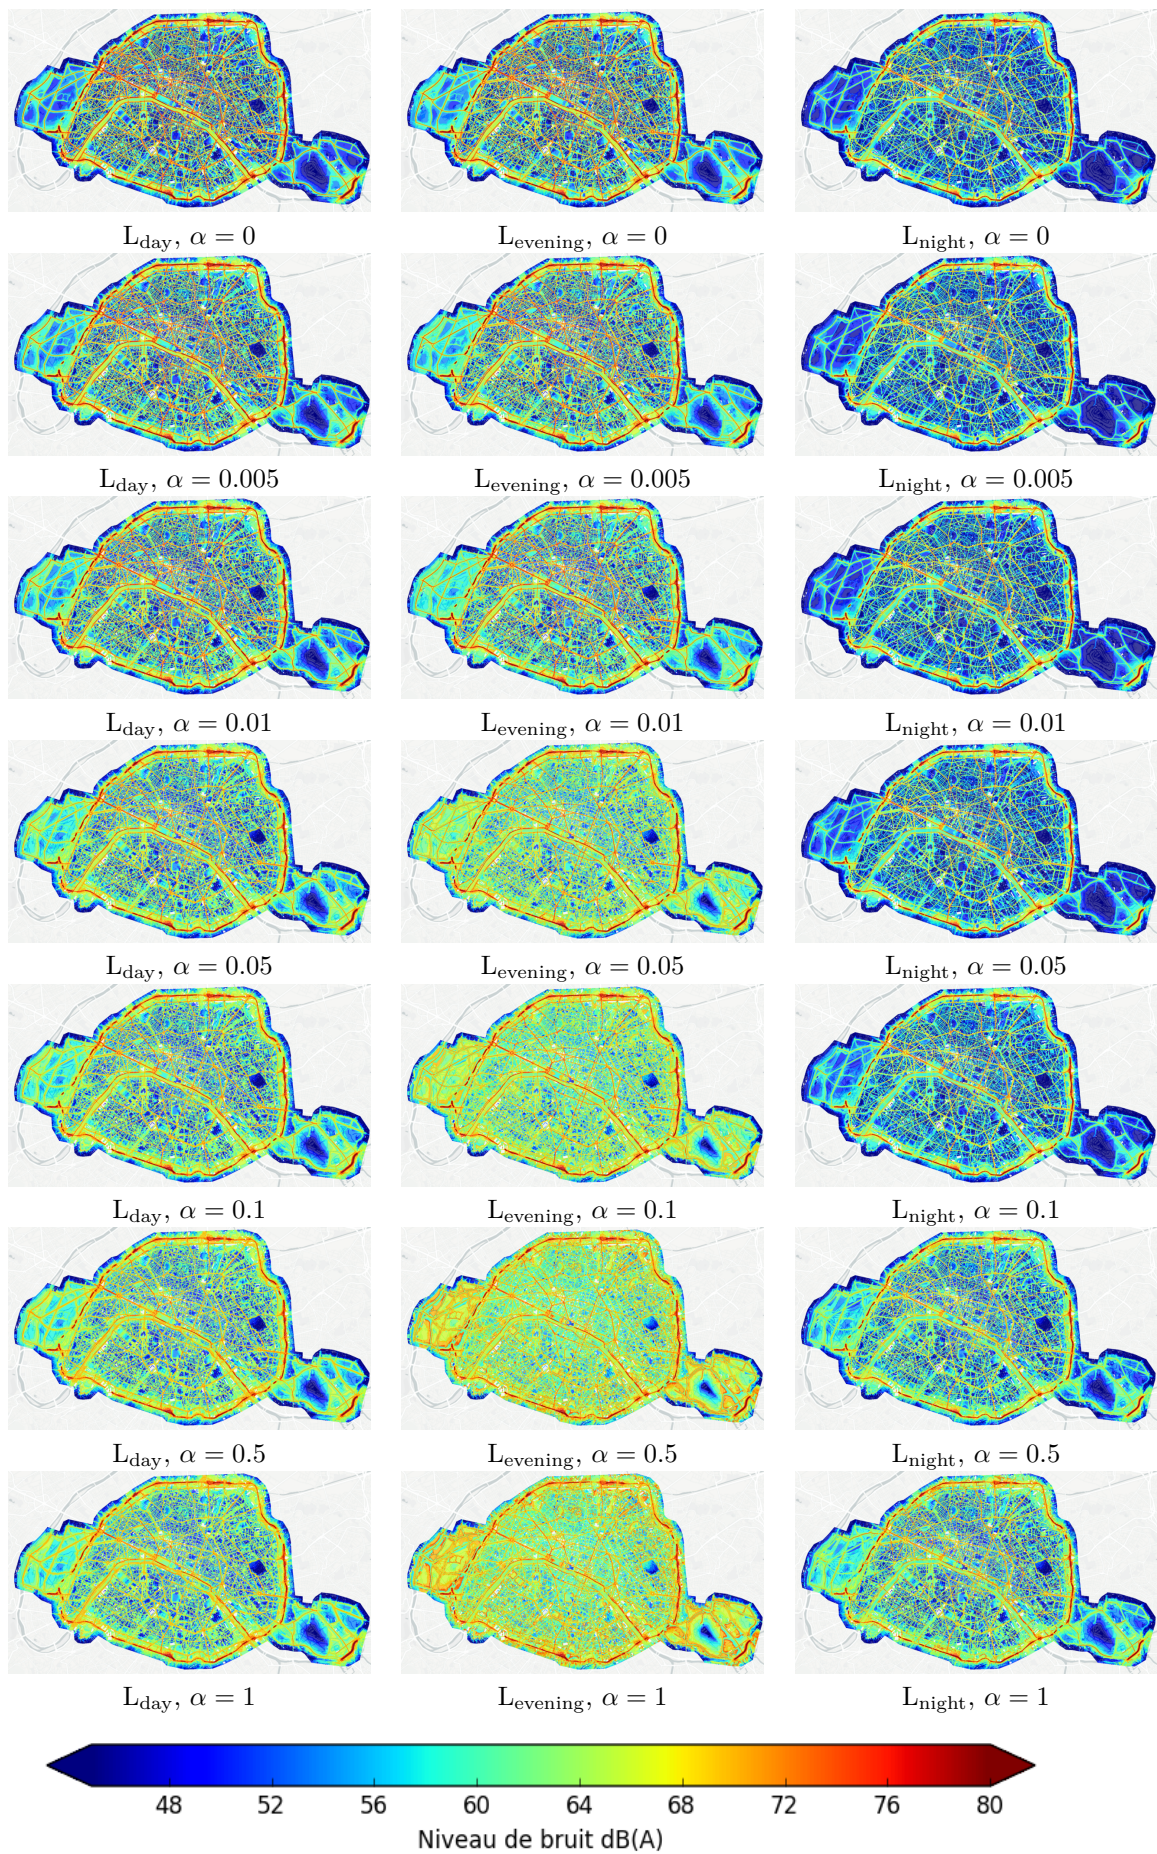 L_day, α = 0 L_evening, α = 0 L_night, α = 0
L_day, α = 0.005 L_evening, α = 0.005 L_night, α = 0.005
L_day, α = 0.01 L_evening, α = 0.01 L_night, α = 0.01
L_day, α = 0.05 L_evening, α = 0.05 L_night, α = 0.05
L_day, α = 0.1 L_evening, α = 0.1 L_night, α = 0.1
L_day, α = 0.5 L_evening, α = 0.5 L_night, α = 0.5
L_day, α = 1 L_evening, α = 1 L_night, α = 1
48 52 56 60 64 68 72 76 80
Niveau de bruit dB(A)